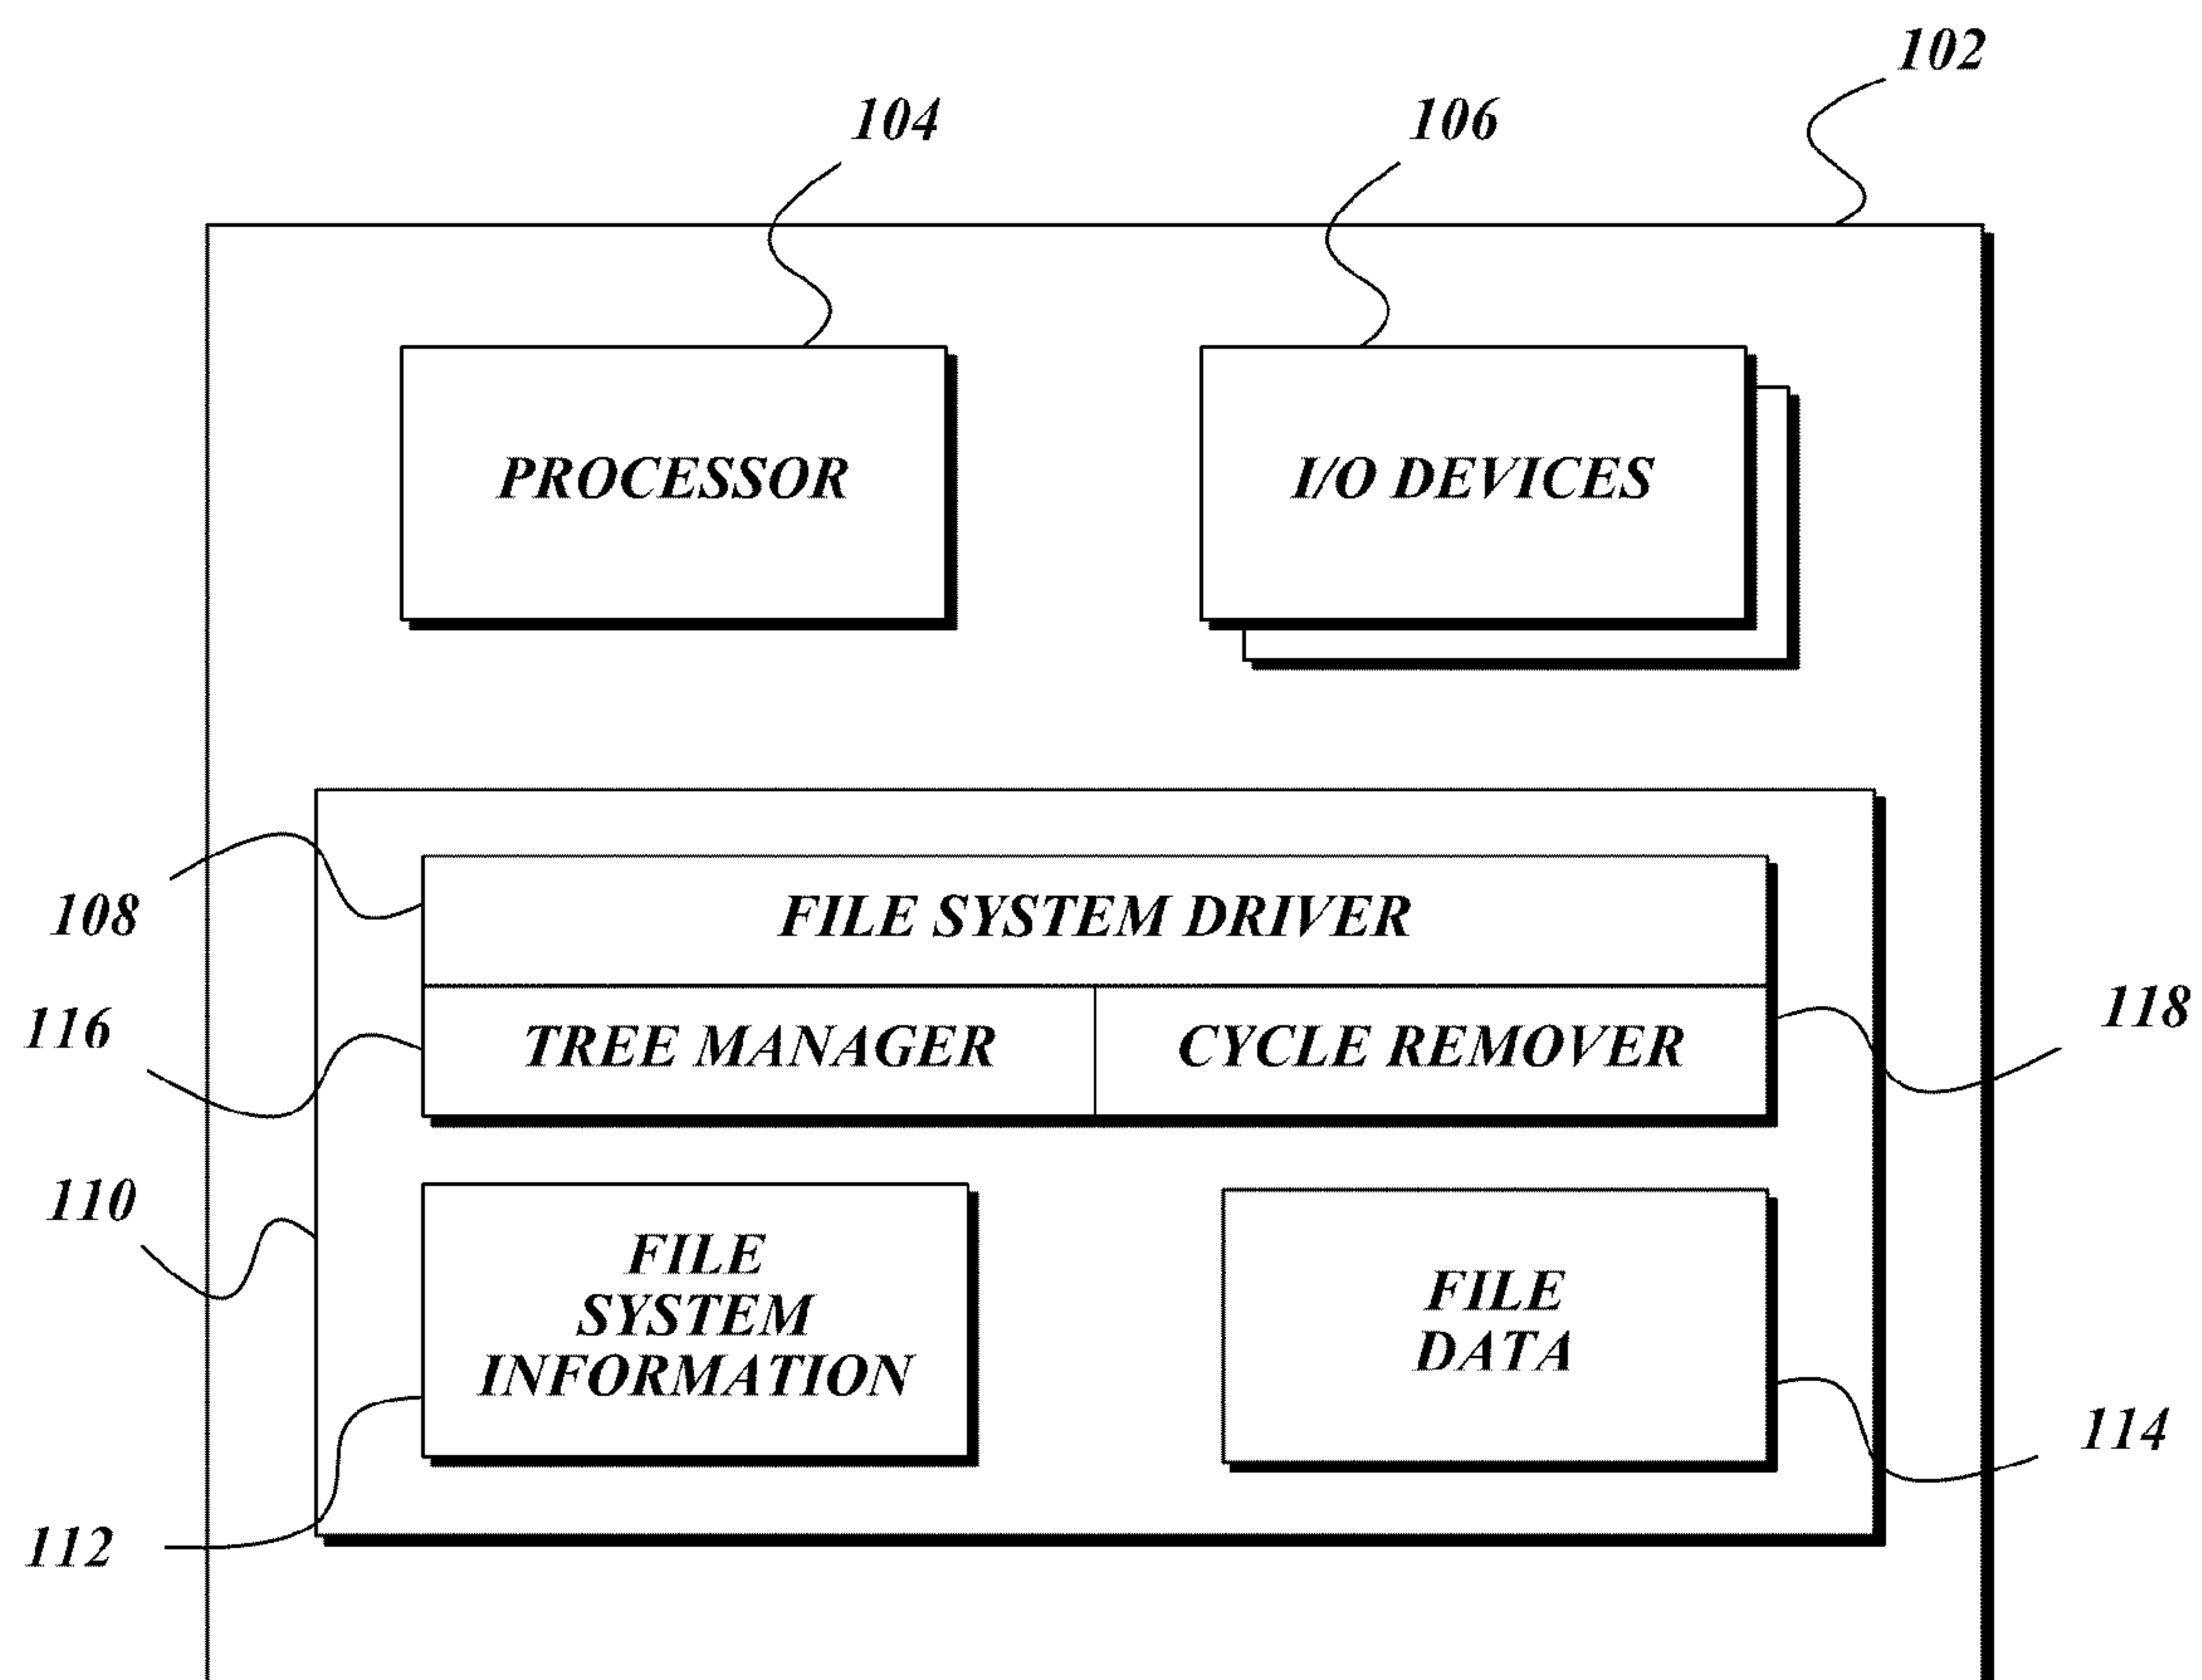 102
104
106
PROCESSOR
I/O DEVICES
108
FILE SYSTEM DRIVER
116
TREE MANAGER
CYCLE REMOVER
118
110
FILE
SYSTEM
INFORMATION
FILE
DATA
112
114